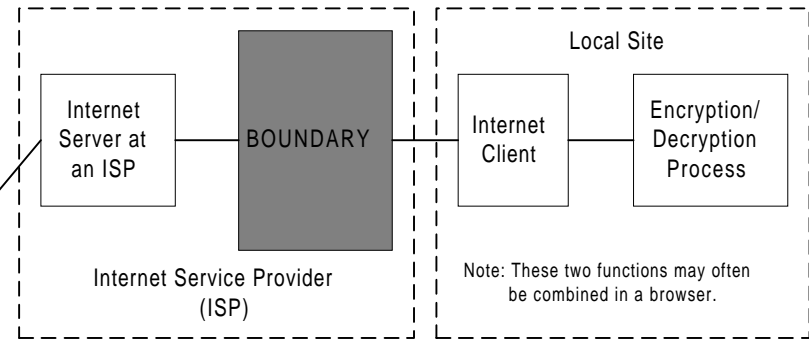 Local Site
Internet
Server at
an ISP
BOUNDARY
Internet
Client
Encryption/
Decryption
Process
Internet Service Provider
(ISP)
Note: These two functions may often
be combined in a browser.